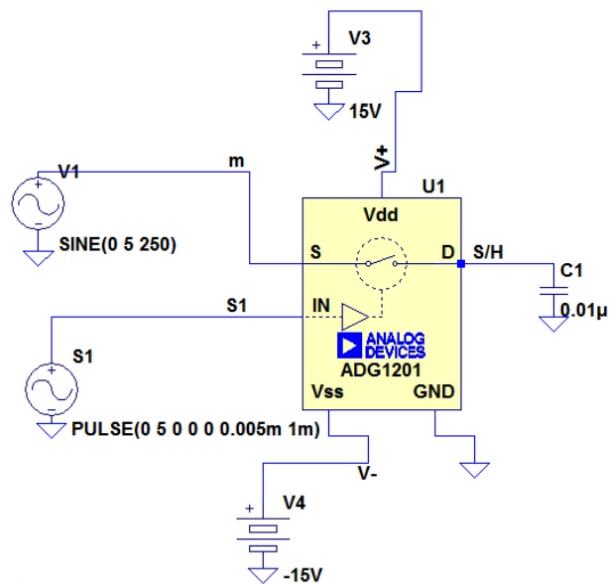 V3
+
15V
V+
V1
m
U1
+
Vdd
-
SINE(0 5 250)
S
D
S/H
C1
0.01µ
S1
IN
ANALOG
DEVICES
ADG1201
S1
+
-
Vss
GND
PULSE(0 5 0 0 0 0.005m 1m)
V-
V4
+
-15V